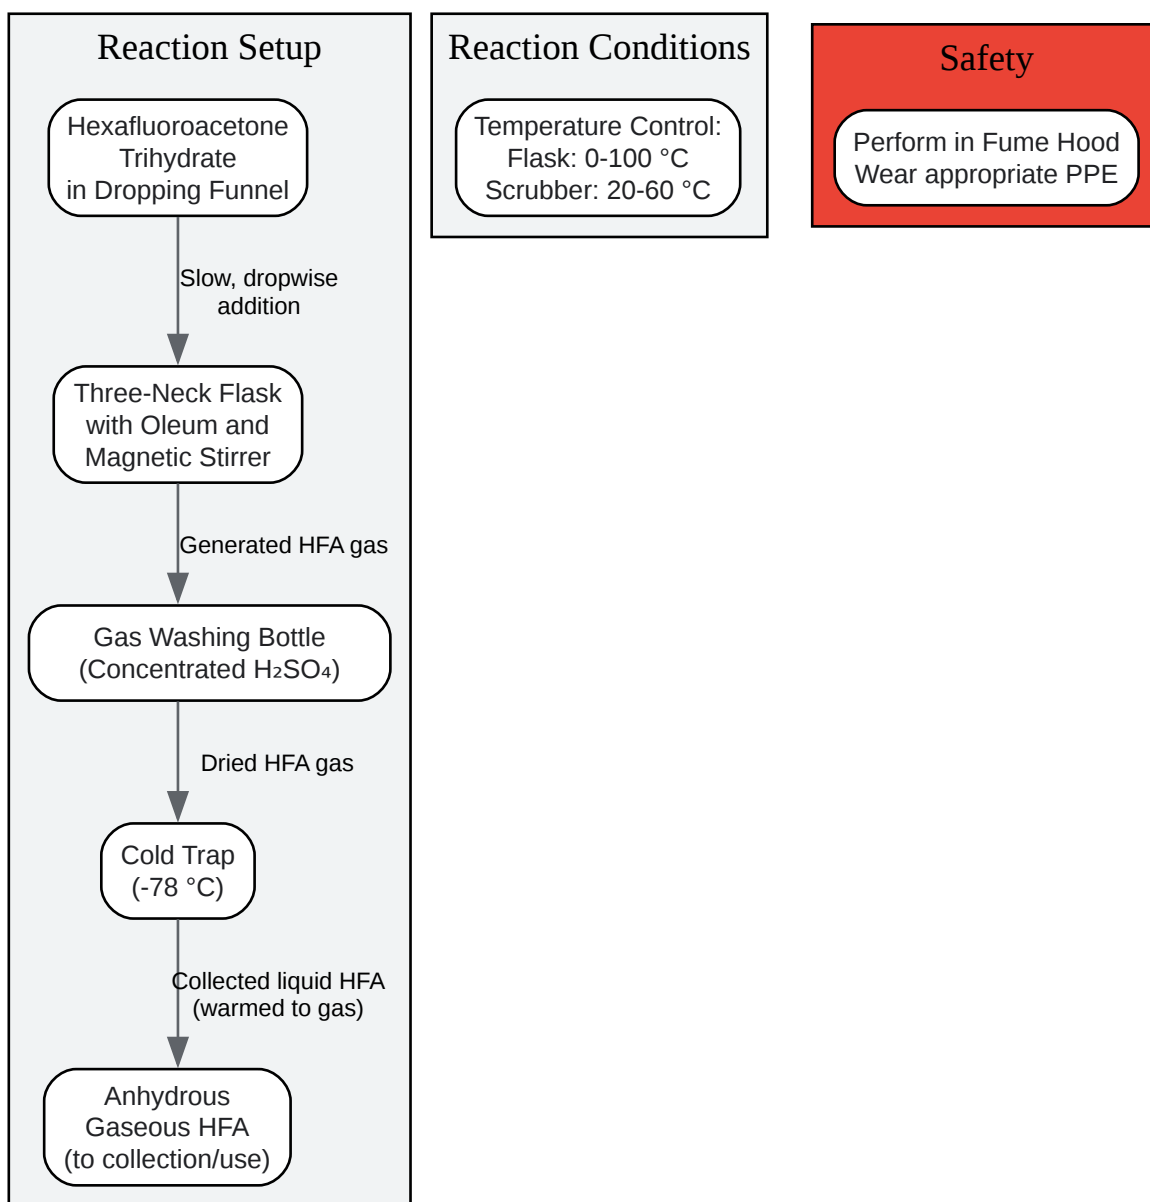 Reaction Setup
Hexafluoroacetone
Trihydrate
in Dropping Funnel
Slow, dropwise
addition
Three-Neck Flask
with Oleum and
Magnetic Stirrer
Generated HFA gas
Gas Washing Bottle
(Concentrated H₂SO₄)
Dried HFA gas
Cold Trap
(-78 °C)
Collected liquid HFA
(warmed to gas)
Anhydrous
Gaseous HFA
(to collection/use)
Reaction Conditions
Temperature Control:
Flask: 0-100 °C
Scrubber: 20-60 °C
Safety
Perform in Fume Hood
Wear appropriate PPE